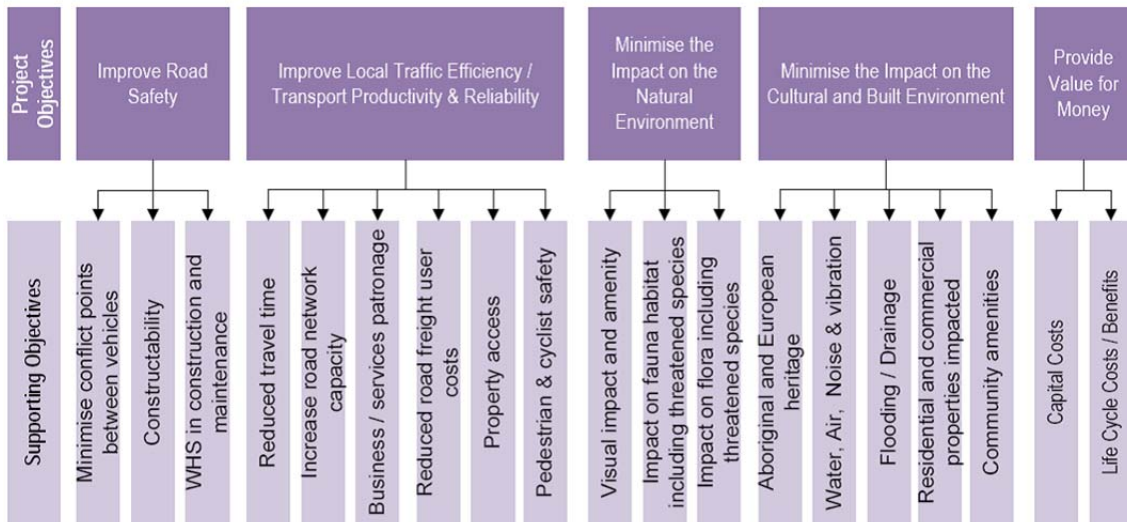 Project
Objectives
Improve Road
Safety
Improve Local Traffic Efficiency /
Transport Productivity & Reliability
Minimise the
Impact on the
Natural
Environment
Minimise the Impact on the
Cultural and Built Environment
Provide
Value for
Money
Supporting Objectives
Minimise conflict points
between vehicles
Constructability
WHS in construction and
maintenance
Reduced travel time
Increase road network
capacity
Business / services patronage
Reduced road freight user
costs
Property access
Pedestrian & cyclist safety
Visual impact and amenity
Impact on fauna habitat
including threatened species
Impact on flora including
threatened species
Aboriginal and European
heritage
Water, Air, Noise & vibration
Flooding / Drainage
Residential and commercial
properties impacted
Community amenities
Capital Costs
Life Cycle Costs / Benefits